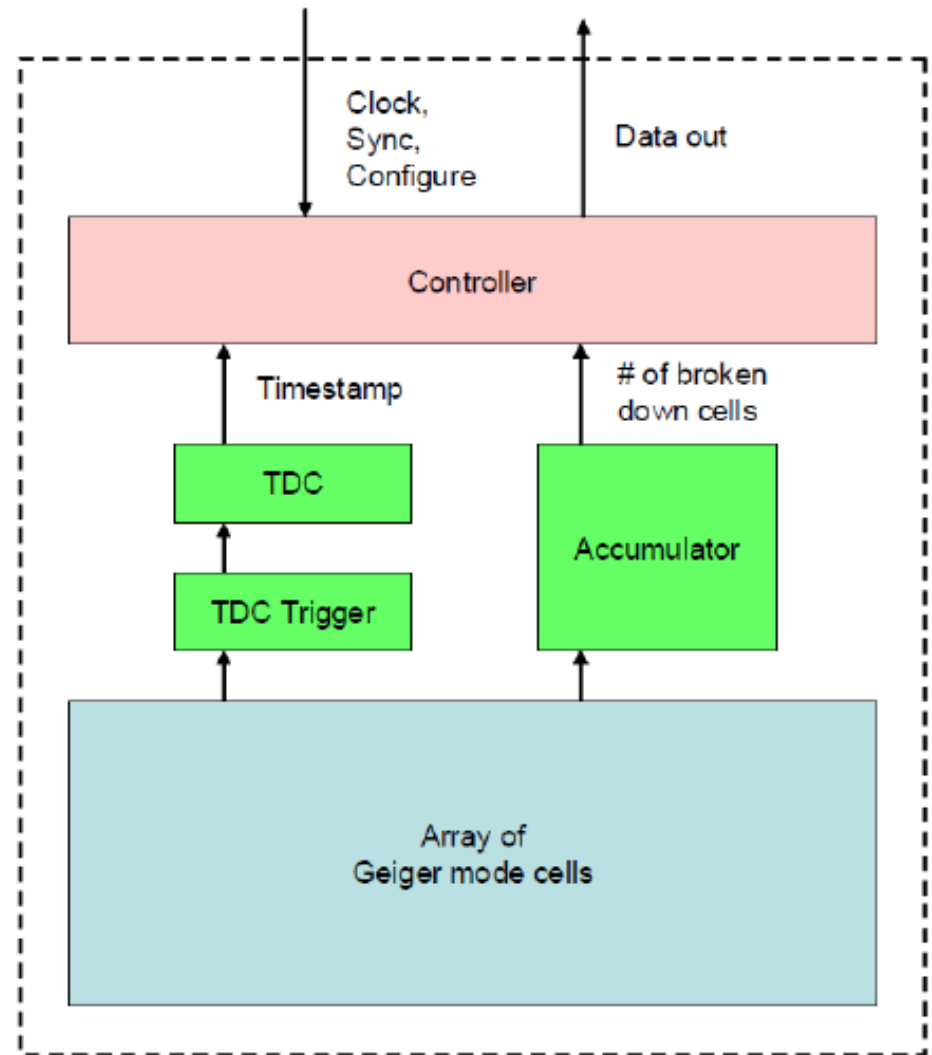 Clock,
Sync,
Configure
Data out
Controller
Timestamp
# of broken
down cells
TDC
Accumulator
TDC Trigger
Array of
Geiger mode cells